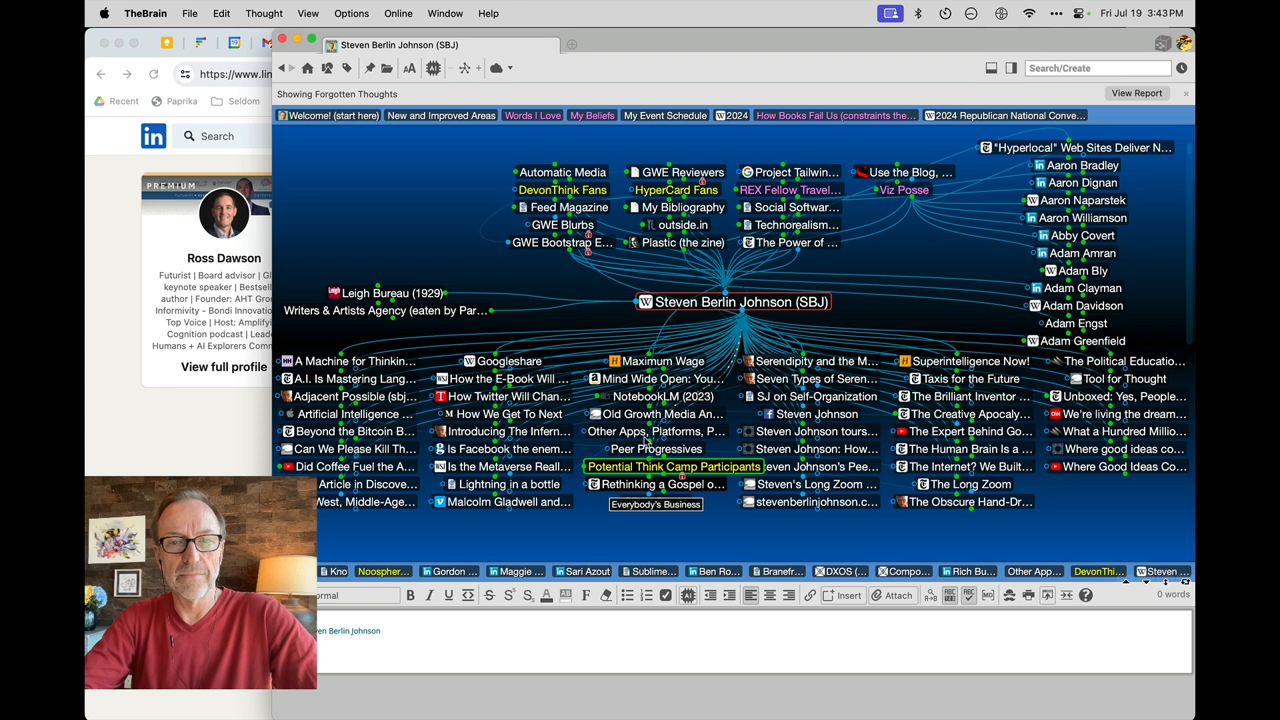 TheBrain File Edit Thought View Options Online Window Help
Fri Jul 19 3:43 PM
https://www.lin
Recent Paprika Seldom
Search
PREMIUM
Ross Dawson
Futurist | Board advisor | Gl
keynote speaker | Bestsell
author | Founder: AHT Gro
Informivity - Bondi Innovation
Top Voice | Host: Amplifyi
Cognition podcast | Leade
Humans + AI Explorers Comm
View full profile
Steven Berlin Johnson (SBJ)
Search/Create
Showing Forgotten Thoughts
View Report
Welcome! (start here) New and Improved Areas Words I Love My Beliefs My Event Schedule 2024 How Books Fail Us (constraints the... 2024 Republican National Conve...
Automatic Media
DevonThink Fans
Feed Magazine
GWE Blurbs
GWE Bootstrap E...
GWE Reviewers
HyperCard Fans
My Bibliography
outside.in
Plastic (the zine)
Project Tailwin...
REX Fellow Travel...
Social Softwar...
Technorealism...
The Power of ...
Use the Blog, ...
Viz Posse
"Hyperlocal" Web Sites Deliver N...
Aaron Bradley
Aaron Dignan
Aaron Naparstek
Aaron Williamson
Abby Covert
Adam Amran
Adam Bly
Adam Clayman
Adam Davidson
Adam Engst
Adam Greenfield
Leigh Bureau (1929)
Writers & Artists Agency (eaten by Par...
Steven Berlin Johnson (SBJ)
A Machine for Thinkin...
A.I. Is Mastering Lang...
Adjacent Possible (sbj...
Artificial Intelligence ...
Beyond the Bitcoin B...
Can We Please Kill Th...
Did Coffee Fuel the A...
Article in Discove...
West, Middle-Age...
Googleshare
How the E-Book Will ...
How Twitter Will Chan...
How We Get To Next
Introducing The Infern...
Is Facebook the enem...
Is the Metaverse Reall...
Lightning in a bottle
Malcolm Gladwell and...
Maximum Wage
Mind Wide Open: You...
NotebookLM (2023)
Old Growth Media An...
Other Apps, Platforms, P...
Peer Progressives
Potential Think Camp Participants
Rethinking a Gospel o...
Everybody's Business
Serendipity and the M...
Seven Types of Seren...
SJ on Self-Organization
Steven Johnson
Steven Johnson tours...
Steven Johnson: How...
even Johnson's Pee...
Steven's Long Zoom ...
stevenberlinjohnson.c...
Superintelligence Now!
Taxis for the Future
The Brilliant Inventor ...
The Creative Apocaly...
The Expert Behind Go...
The Human Brain Is a ...
The Internet? We Built...
The Long Zoom
The Obscure Hand-Dr...
The Political Educatio...
Tool for Thought
Unboxed: Yes, People...
We're living the dream...
What a Hundred Millio...
Where good ideas co...
Where Good Ideas Co...
Kno Noospher... Gordon ... Maggie ... Sari Azout Sublime... Ben Ro... Branefr... DXOS (... Compo... Rich Bu... Other App... DevonThi... Steven ...
ormal
Insert Attach
0 words
ven Berlin Johnson